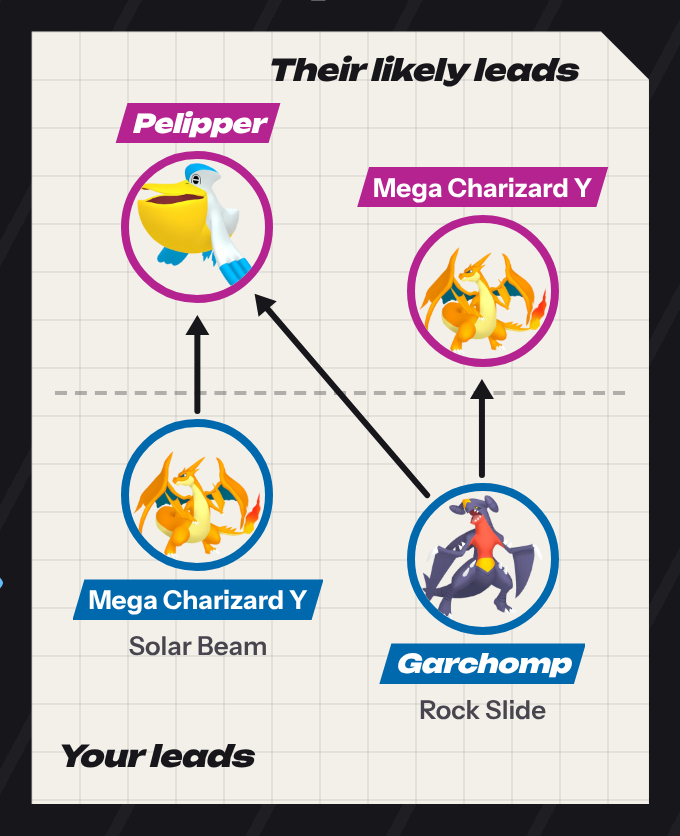 Their likely leads
Pelipper
Mega Charizard Y
Mega Charizard Y
Solar Beam
Garchomp
Rock Slide
Your leads